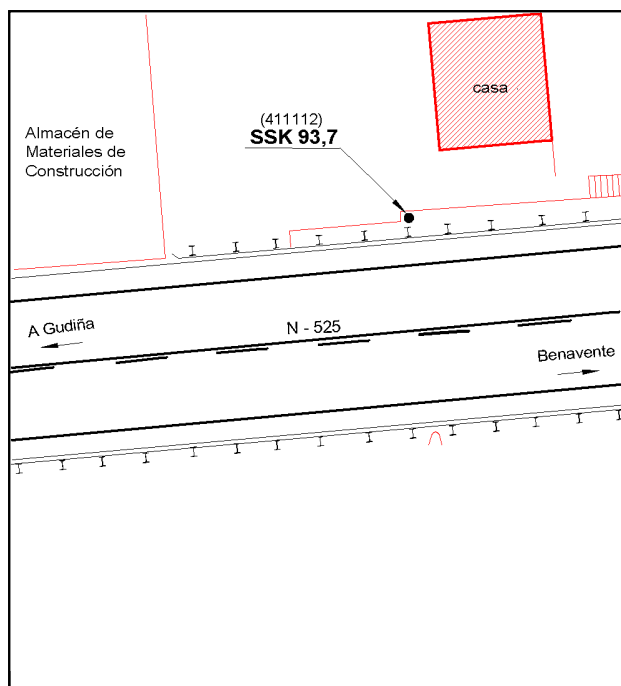 casa
(411112)
SSK 93,7
Almacén de
Materiales de
Construcción
N - 525
A Gudiña
Benavente